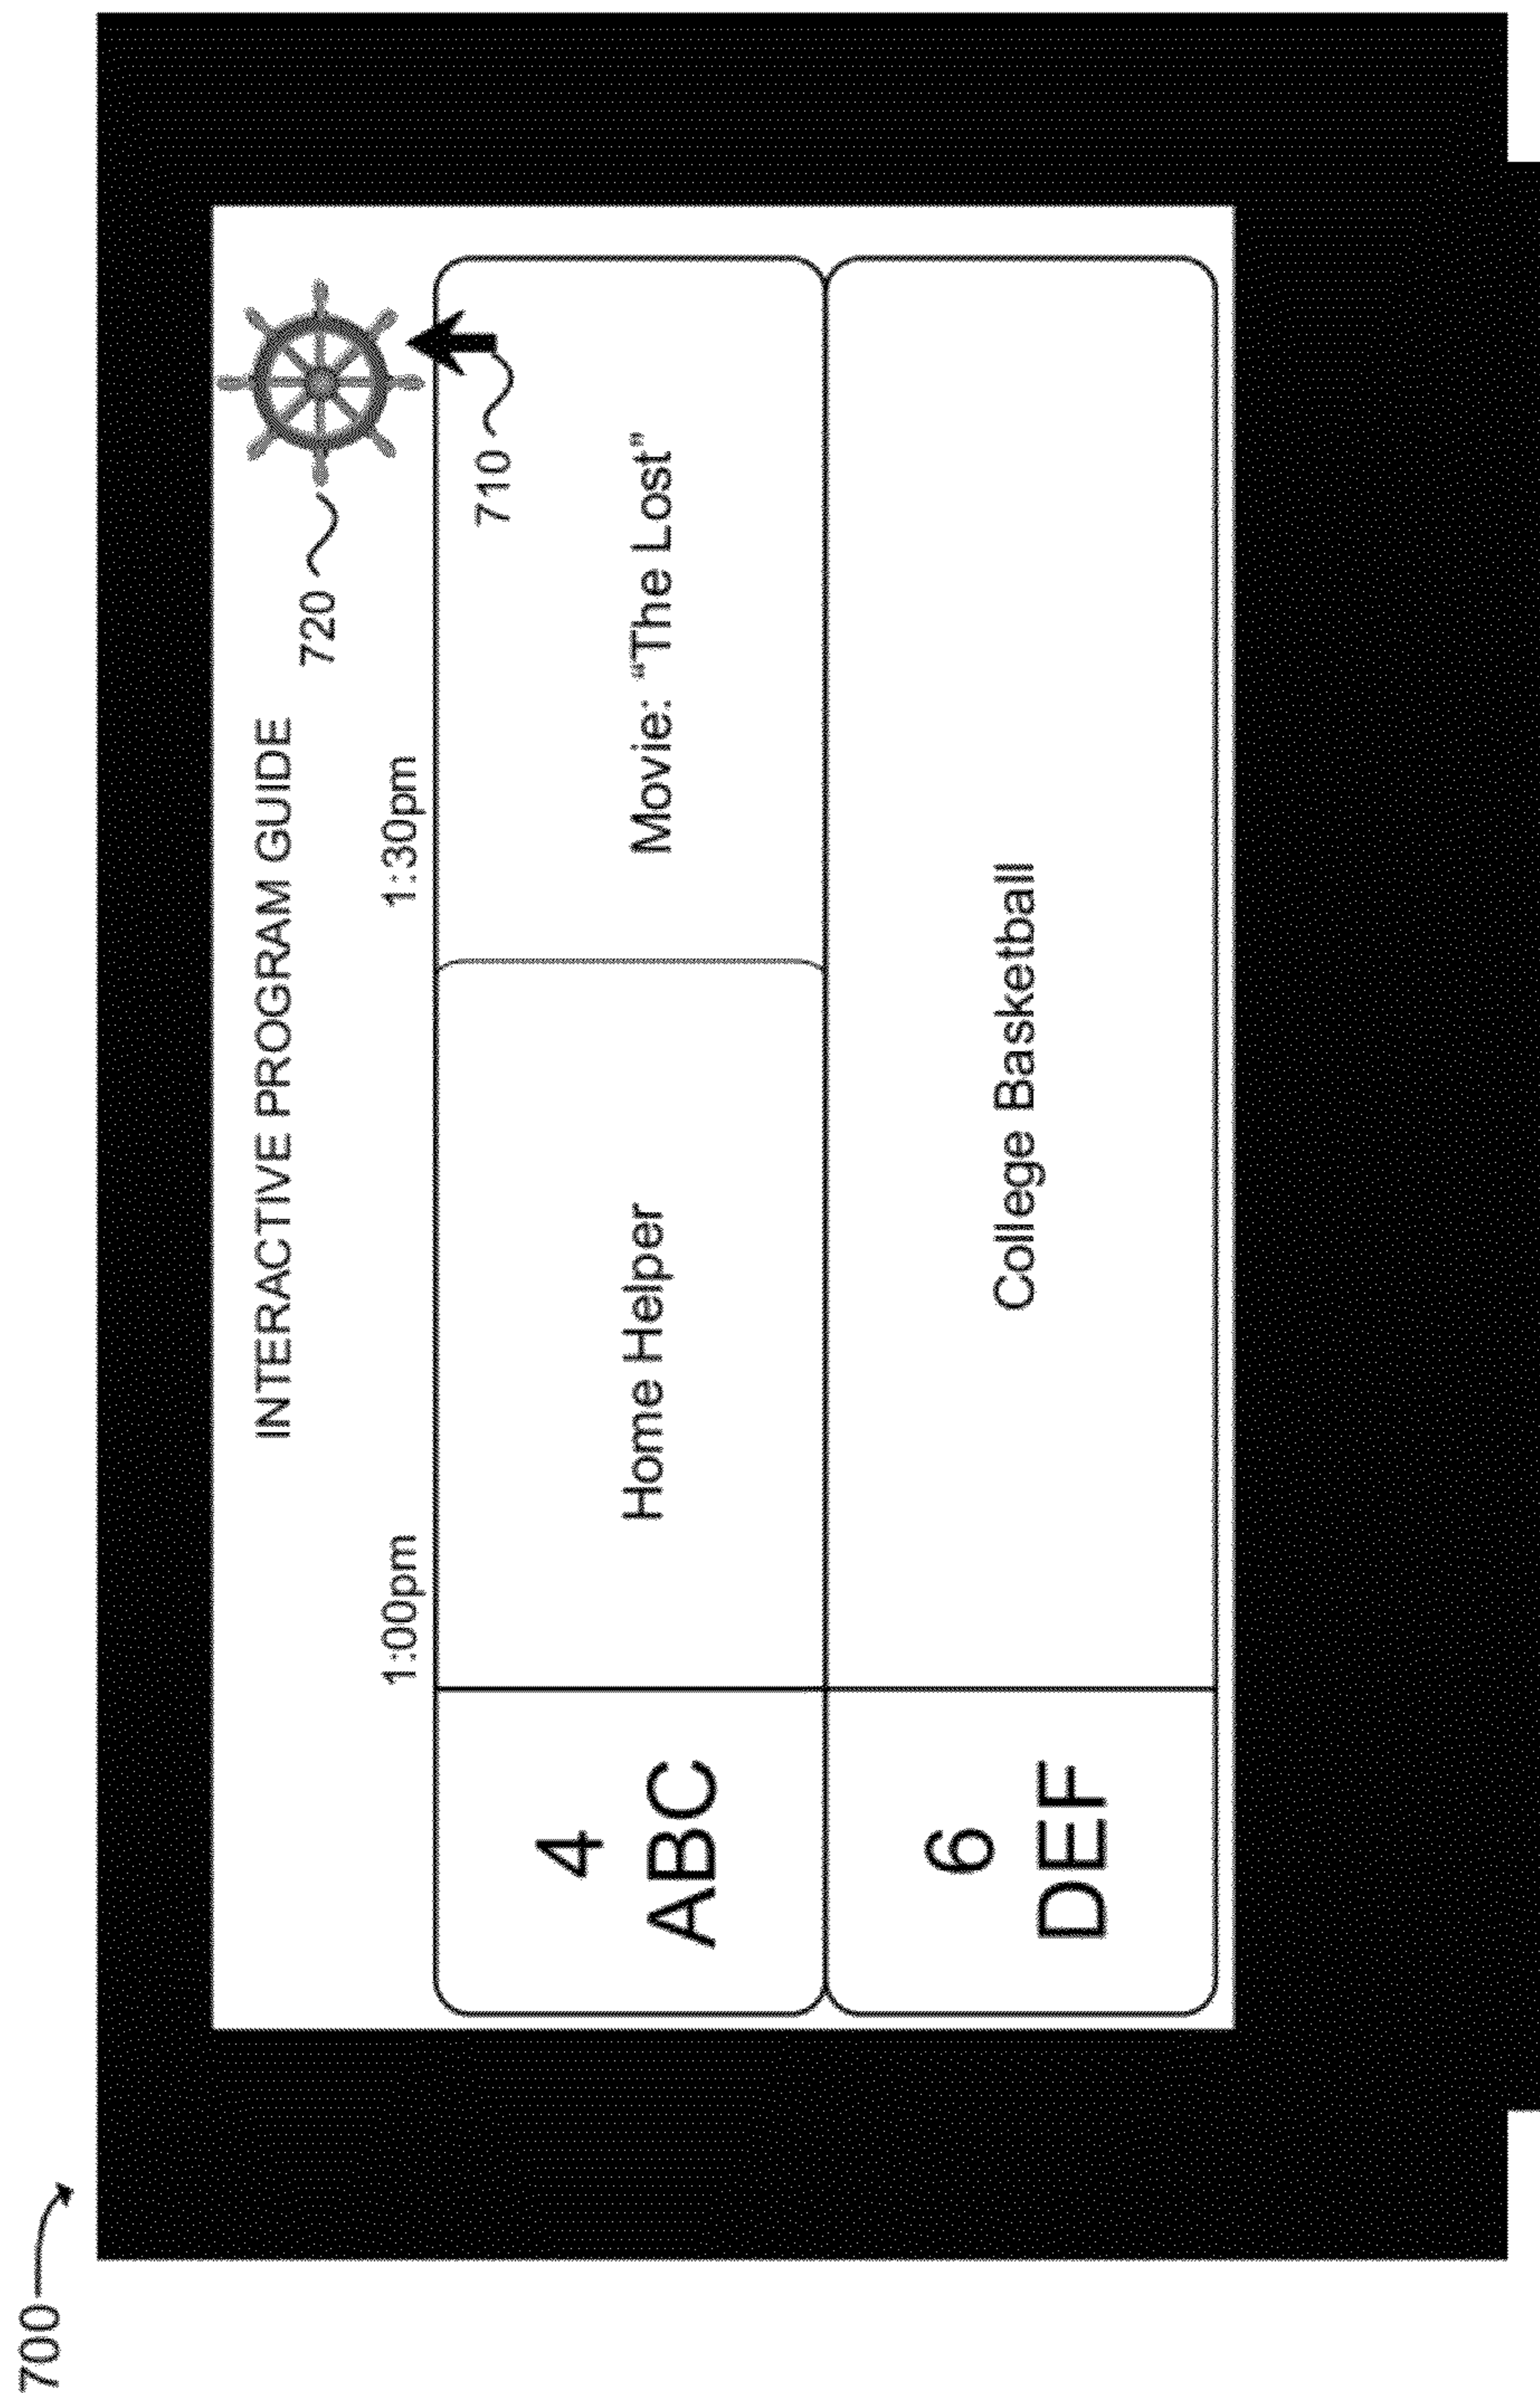 700
INTERACTIVE PROGRAM GUIDE
720
1:00pm
1:30pm
710
4
ABC
Home Helper
Movie: “The Lost”
6
DEF
College Basketball